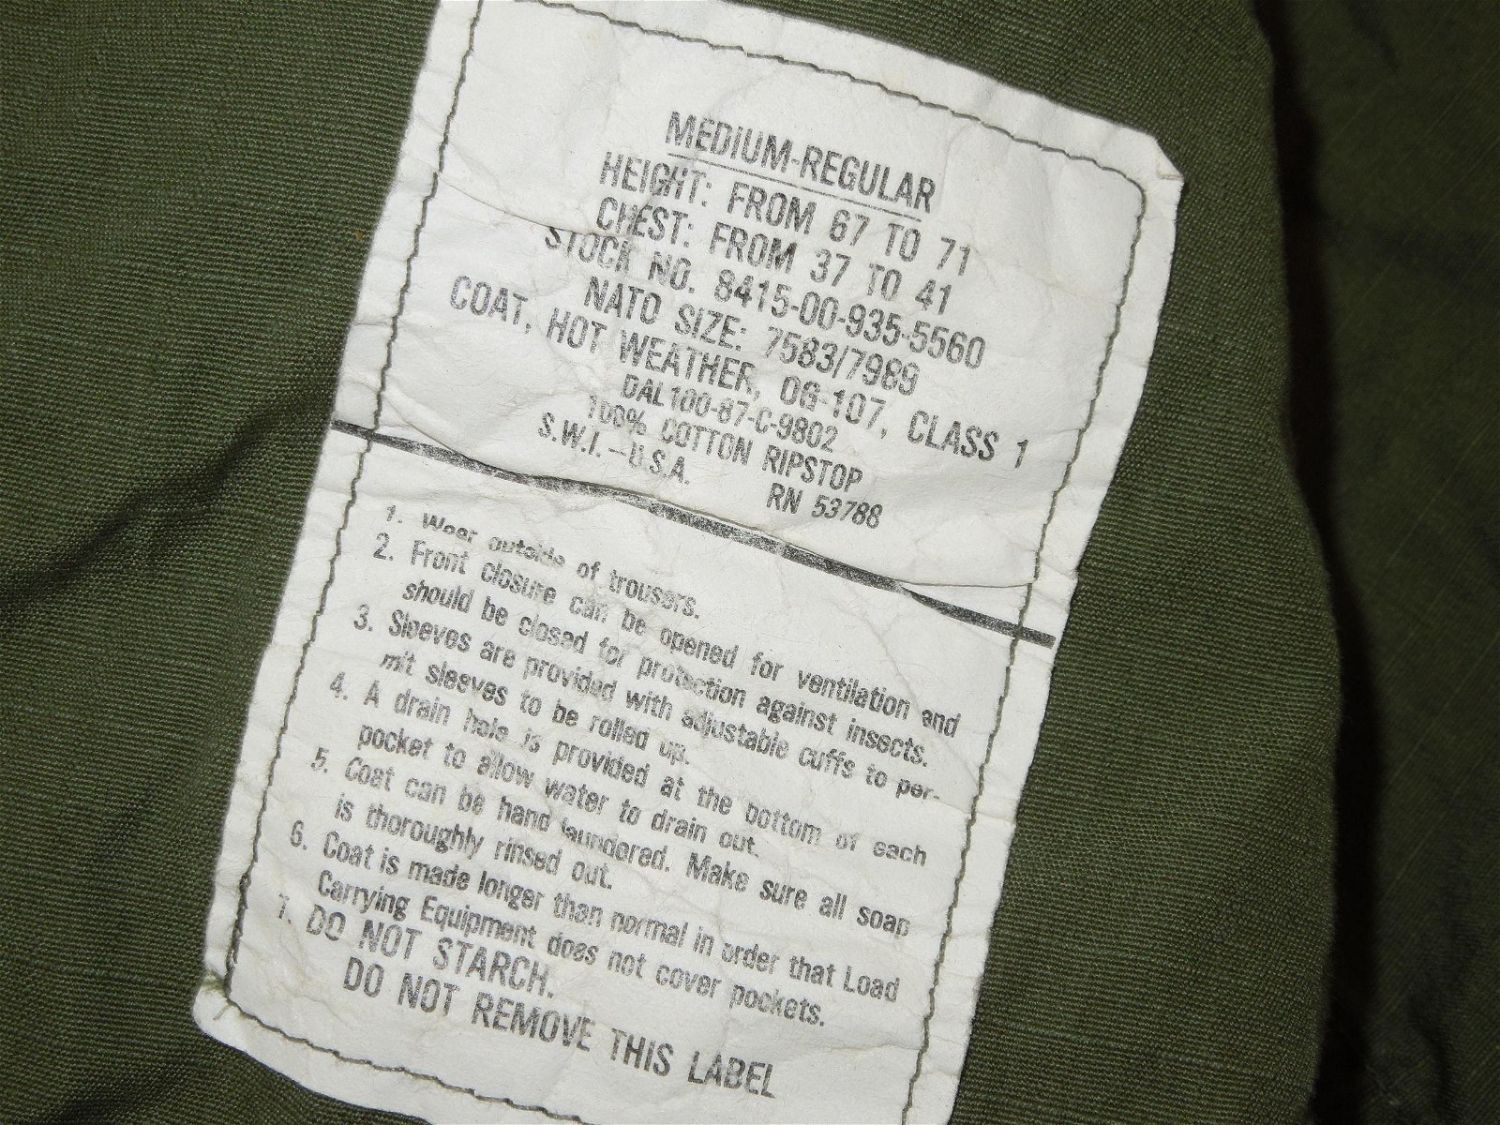 MEDIUM-REGULAR
HEIGHT: FROM 67 TO 71
CHEST: FROM 37 TO 41
STOCK NO. 8415-00-935-5560
NATO SIZE: 7583/7989
COAT, HOT WEATHER, OG-107, CLASS 1
DAL100-87-C-9802
100% COTTON RIPSTOP
S.W.I.-U.S.A. RN 53788
1. Wear outside of trousers.
2. Front closure can be opened for ventilation and
should be closed for protection against insects.
3. Sleeves are provided with adjustable cuffs to per-
mit sleeves to be rolled up.
4. A drain hole is provided at the bottom of each
pocket to allow water to drain out.
5. Coat can be hand laundered. Make sure all soap
is thoroughly rinsed out.
6. Coat is made longer than normal in order that Load
Carrying Equipment does not cover pockets.
7. DO NOT STARCH.
DO NOT REMOVE THIS LABEL